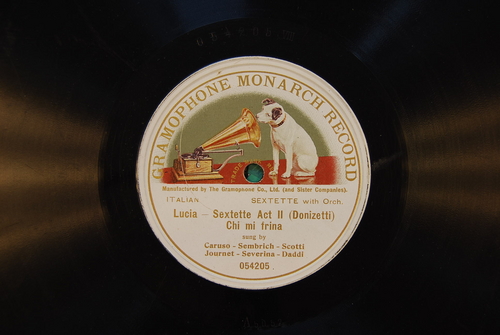 GRAMOPHONE MONARCH RECORD
Manufactured by The Gramophone Co., Ltd. (and Sister Companies).
ITALIAN SEXTETTE with Orch.
Lucia - Sextette Act II (Donizetti)
Chi mi frina
sung by
Caruso - Sembrich - Scotti
Journet - Severina - Daddi
054205